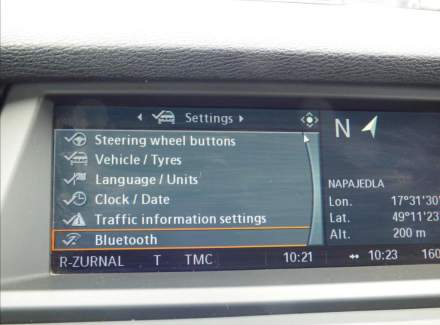 Settings
Steering wheel buttons
Vehicle / Tyres
Language / Units
Clock / Date
Traffic information settings
Bluetooth
R-ZURNAL T TMC 10:21
N
NAPAJEDLA
Lon. 17°31'30
Lat. 49°11'23
Alt. 200 m
10:23 160